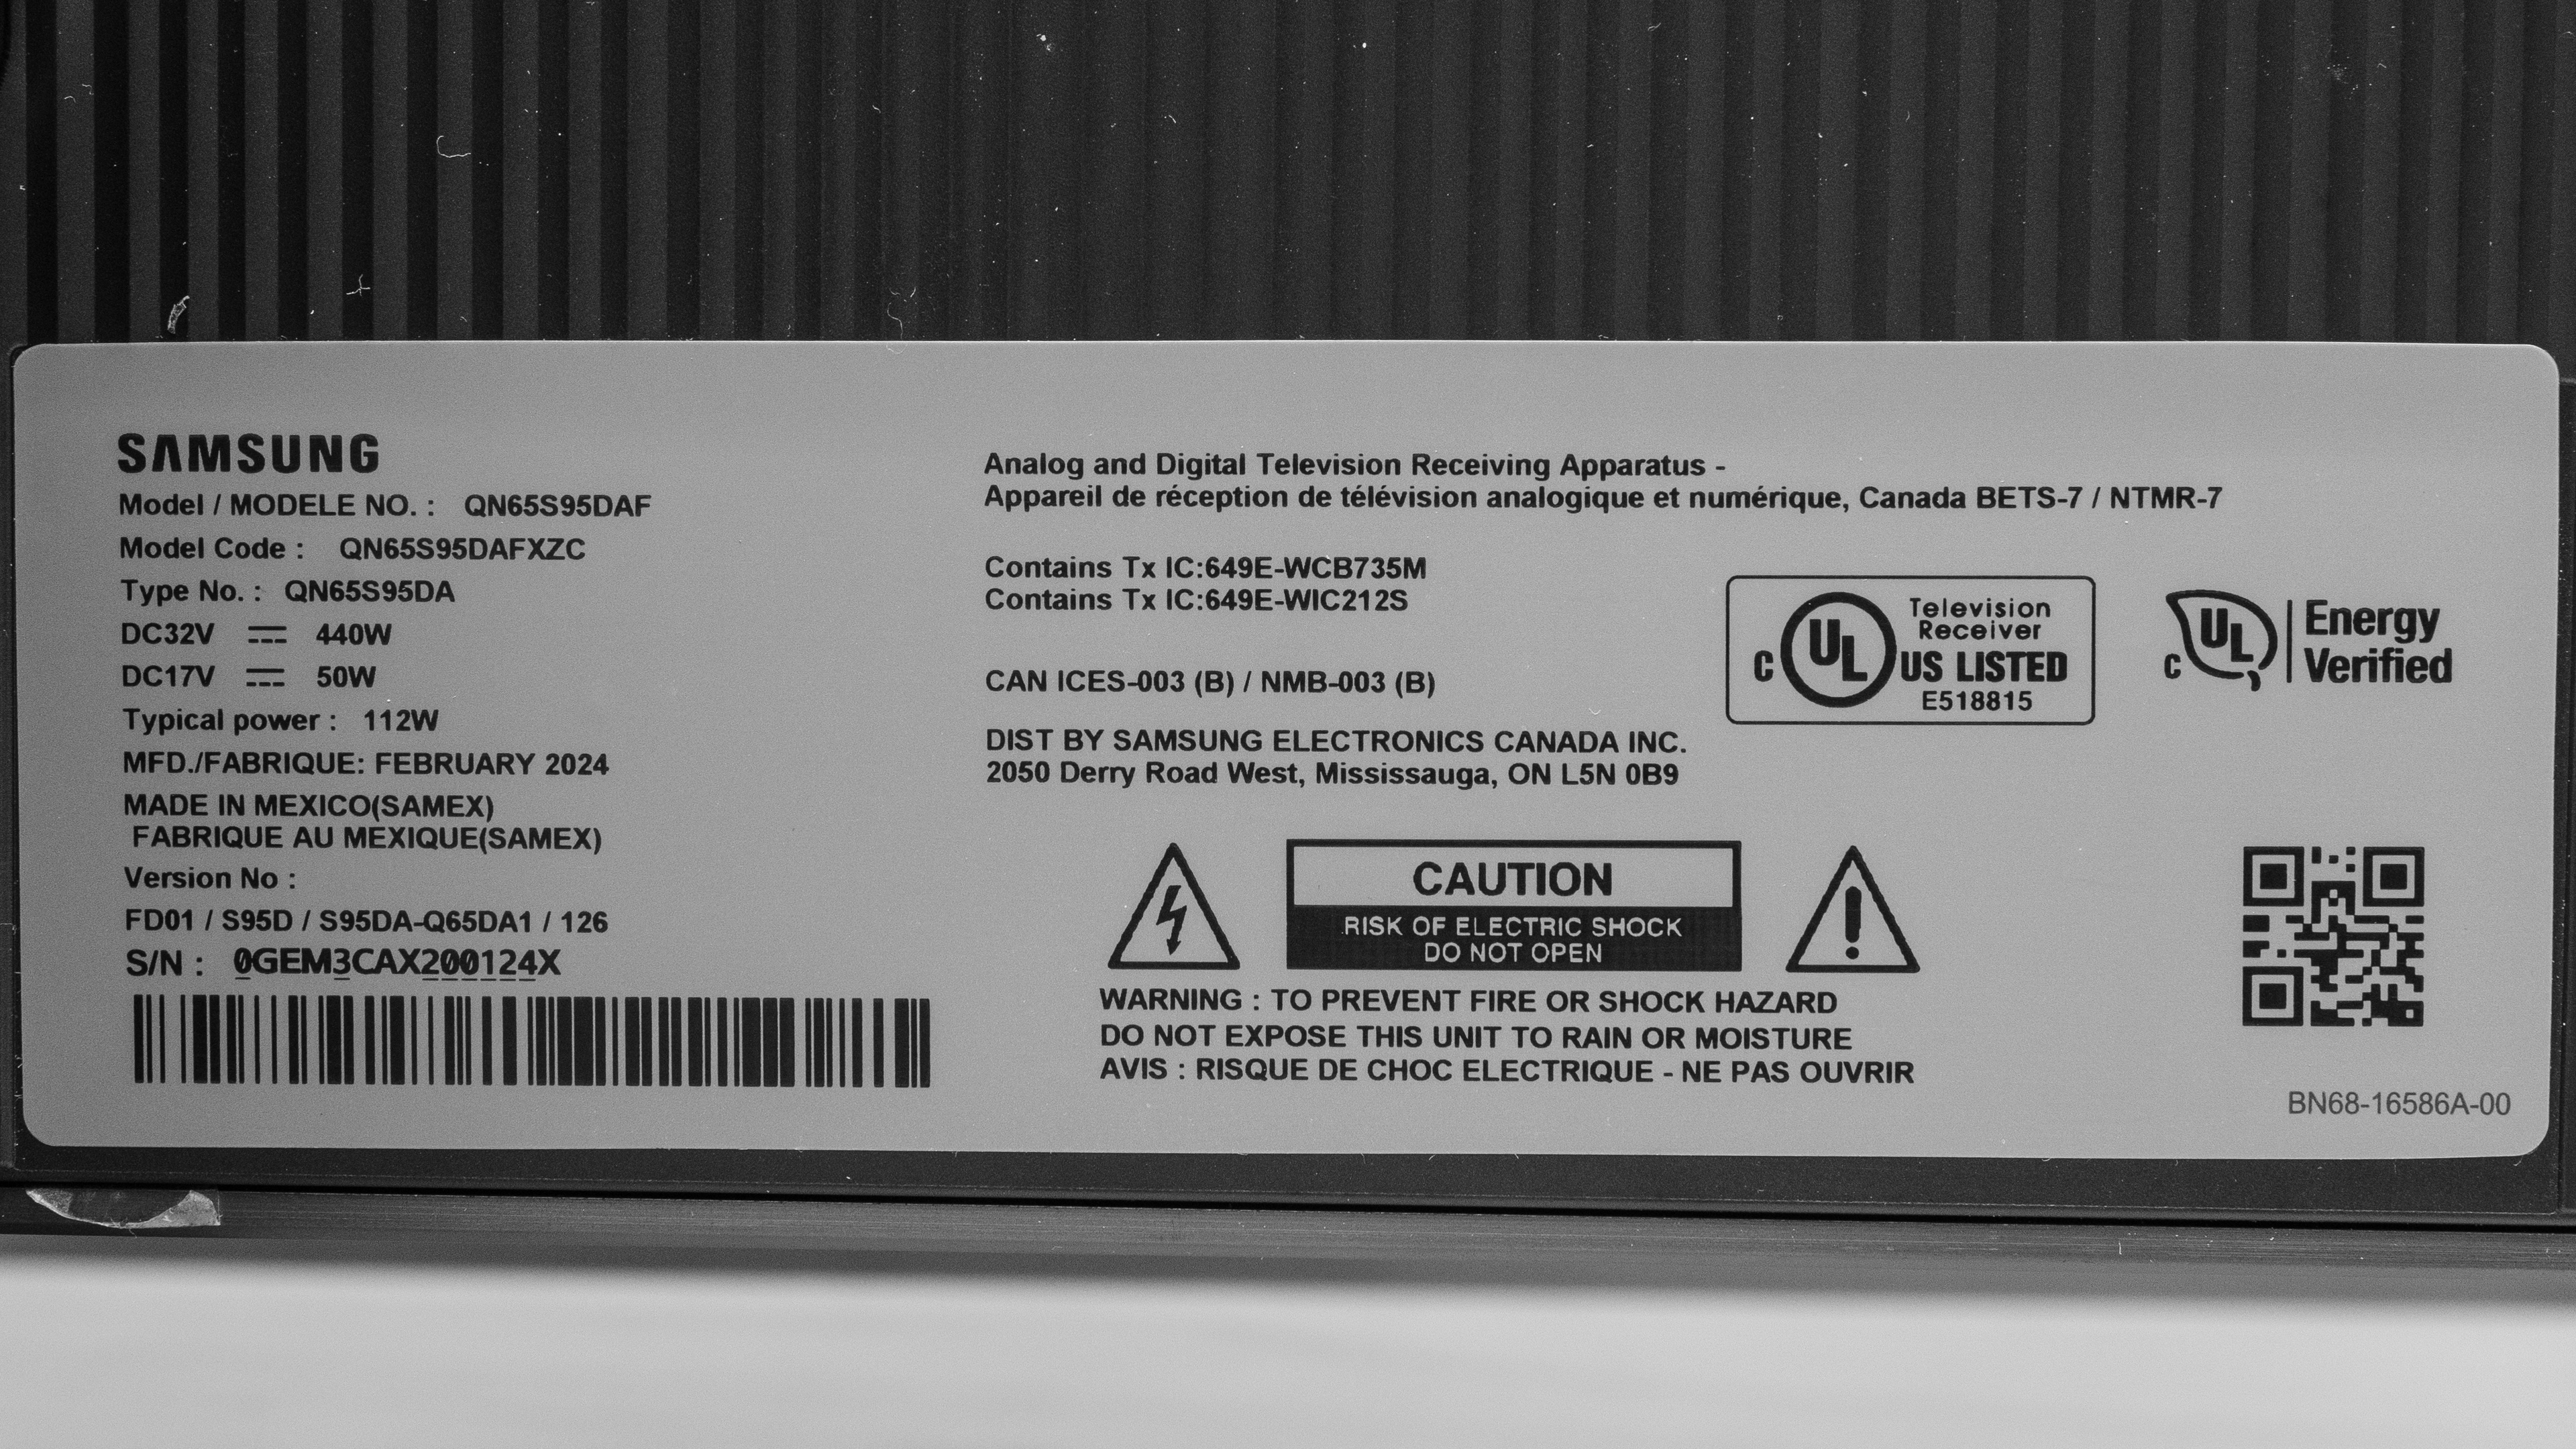 SAMSUNG
Model / MODELE NO. : QN65S95DAF
Model Code : QN65S95DAFXZC
Type No. : QN65S95DA
DC32V ⎓ 440W
DC17V ⎓ 50W
Typical power : 112W
MFD./FABRIQUE: FEBRUARY 2024
MADE IN MEXICO(SAMEX)
FABRIQUE AU MEXIQUE(SAMEX)
Version No :
FD01 / S95D / S95DA-Q65DA1 / 126
S/N : 0GEM3CAX200124X
Analog and Digital Television Receiving Apparatus -
Appareil de réception de télévision analogique et numérique, Canada BETS-7 / NTMR-7
Contains Tx IC:649E-WCB735M
Contains Tx IC:649E-WIC212S
CAN ICES-003 (B) / NMB-003 (B)
DIST BY SAMSUNG ELECTRONICS CANADA INC.
2050 Derry Road West, Mississauga, ON L5N 0B9
Television
Receiver
C UL US LISTED
E518815
C UL Energy
Verified
CAUTION
RISK OF ELECTRIC SHOCK
DO NOT OPEN
WARNING : TO PREVENT FIRE OR SHOCK HAZARD
DO NOT EXPOSE THIS UNIT TO RAIN OR MOISTURE
AVIS : RISQUE DE CHOC ELECTRIQUE - NE PAS OUVRIR
BN68-16586A-00